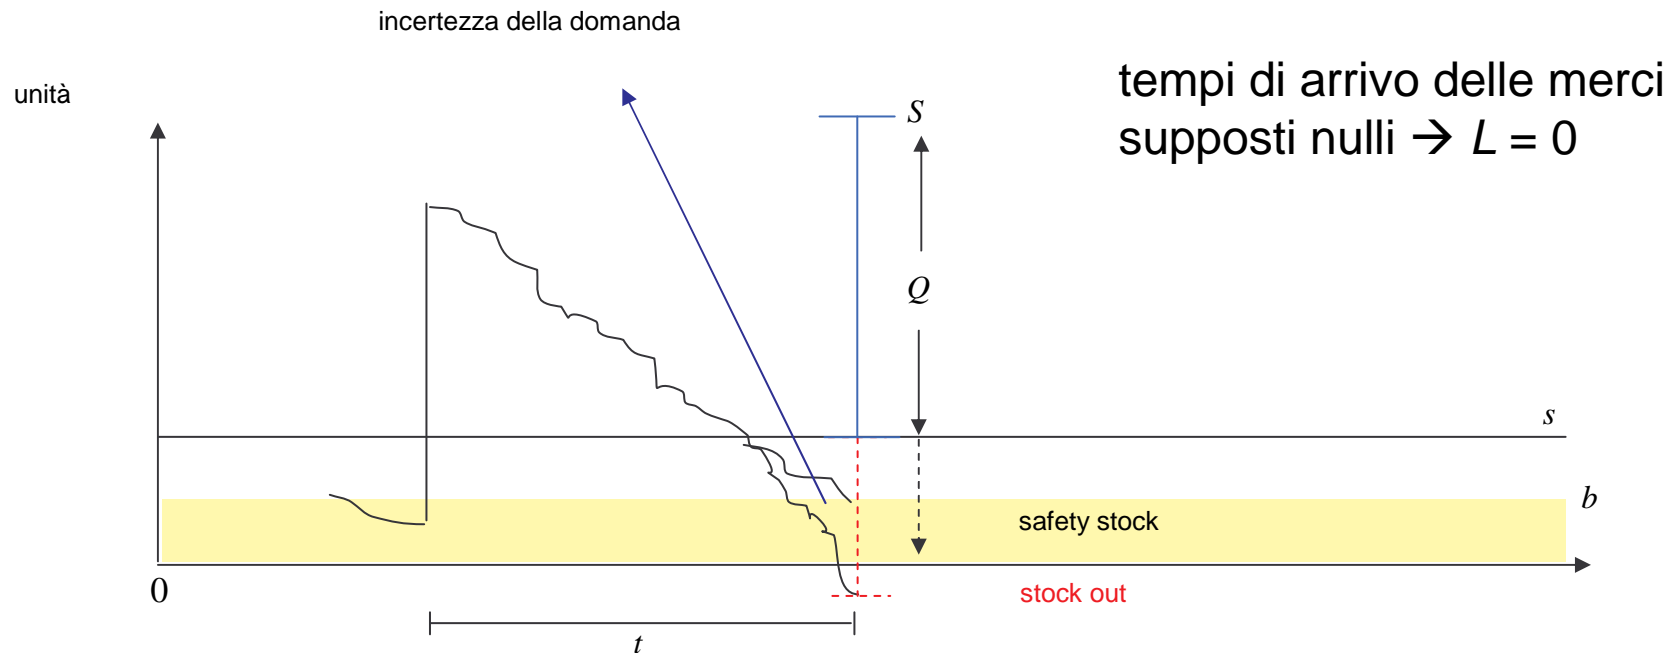 incertezza della domanda
tempi di arrivo delle merci
supposti nulli → L = 0
unità
S
Q
s
b
safety stock
0
stock out
t